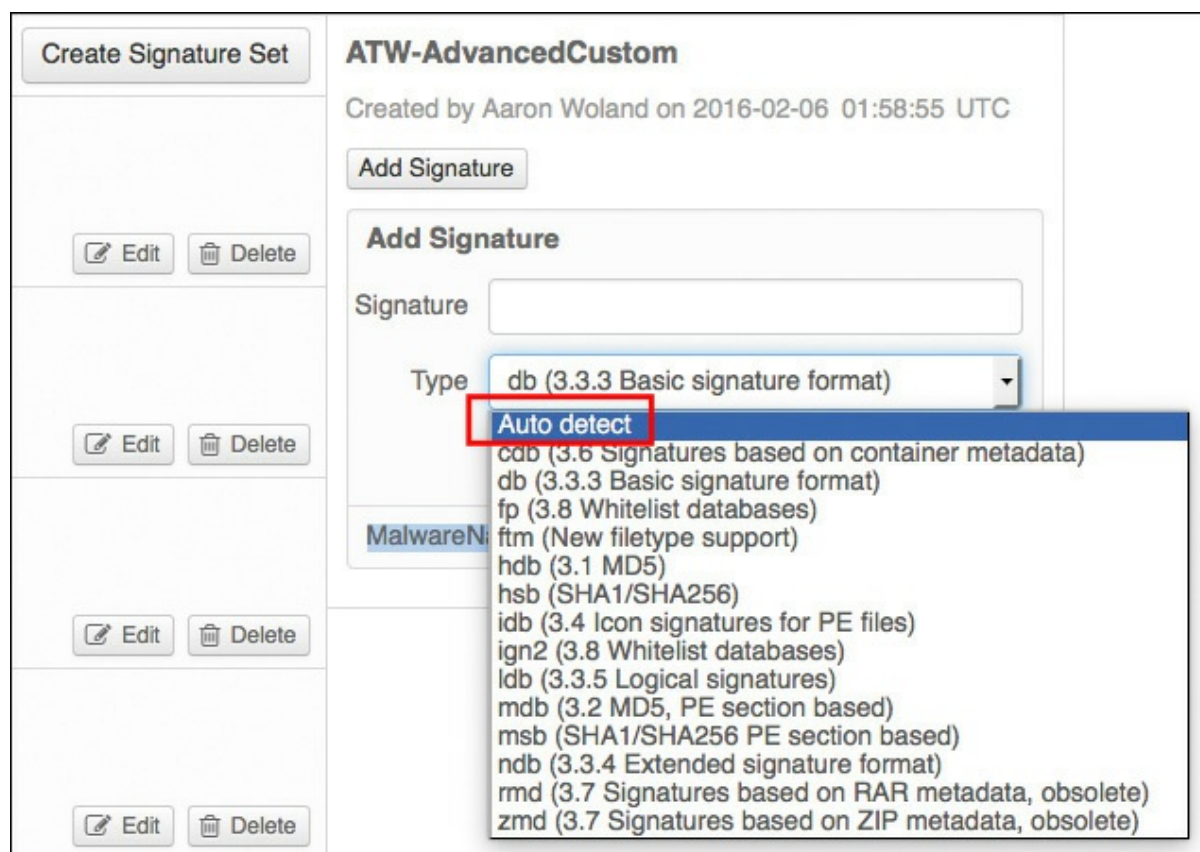 Create Signature Set
ATW-AdvancedCustom
Created by Aaron Woland on 2016-02-06 01:58:55 UTC
Add Signature
Edit Delete
Add Signature
Signature
Type db (3.3.3 Basic signature format)
Auto detect
Edit Delete
cdb (3.6 Signatures based on container metadata)
db (3.3.3 Basic signature format)
fp (3.8 Whitelist databases)
MalwareNa
ftm (New filetype support)
hdb (3.1 MD5)
hsb (SHA1/SHA256)
Edit Delete
idb (3.4 Icon signatures for PE files)
ign2 (3.8 Whitelist databases)
ldb (3.3.5 Logical signatures)
mdb (3.2 MD5, PE section based)
msb (SHA1/SHA256 PE section based)
ndb (3.3.4 Extended signature format)
rmd (3.7 Signatures based on RAR metadata, obsolete)
Edit Delete
zmd (3.7 Signatures based on ZIP metadata, obsolete)